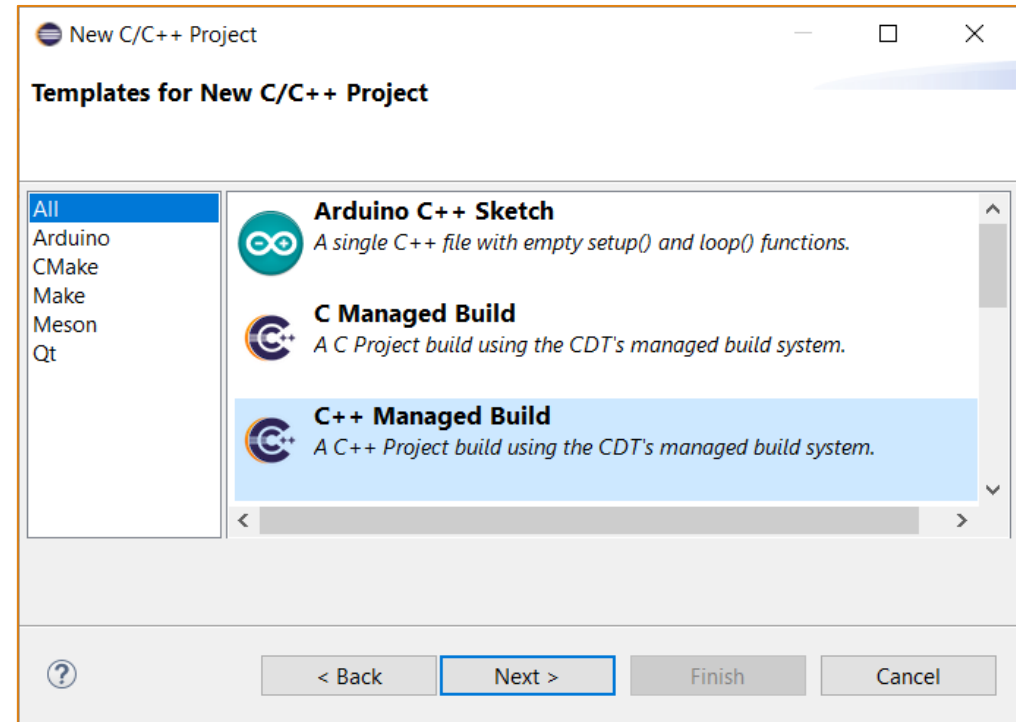 New C/C++ Project
Templates for New C/C++ Project
All
Arduino
CMake
Make
Meson
Qt
Arduino C++ Sketch
A single C++ file with empty setup() and loop() functions.
C Managed Build
A C Project build using the CDT's managed build system.
C++ Managed Build
A C++ Project build using the CDT's managed build system.
? < Back Next > Finish Cancel